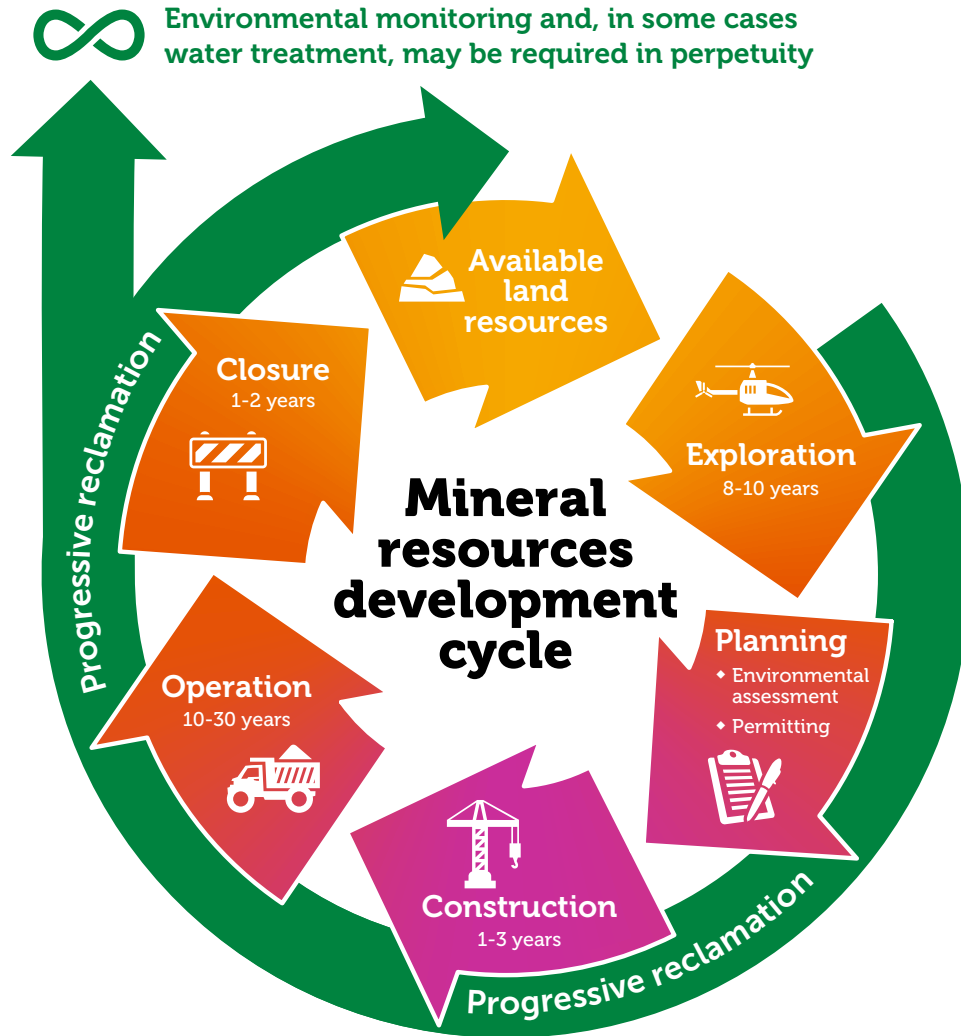 Environmental monitoring and, in some cases
water treatment, may be required in perpetuity
Available
land
resources
Exploration
8-10 years
Planning
◆ Environmental
assessment
◆ Permitting
Construction
1-3 years
Operation
10-30 years
Closure
1-2 years
Mineral
resources
development
cycle
Progressive reclamation
Progressive reclamation